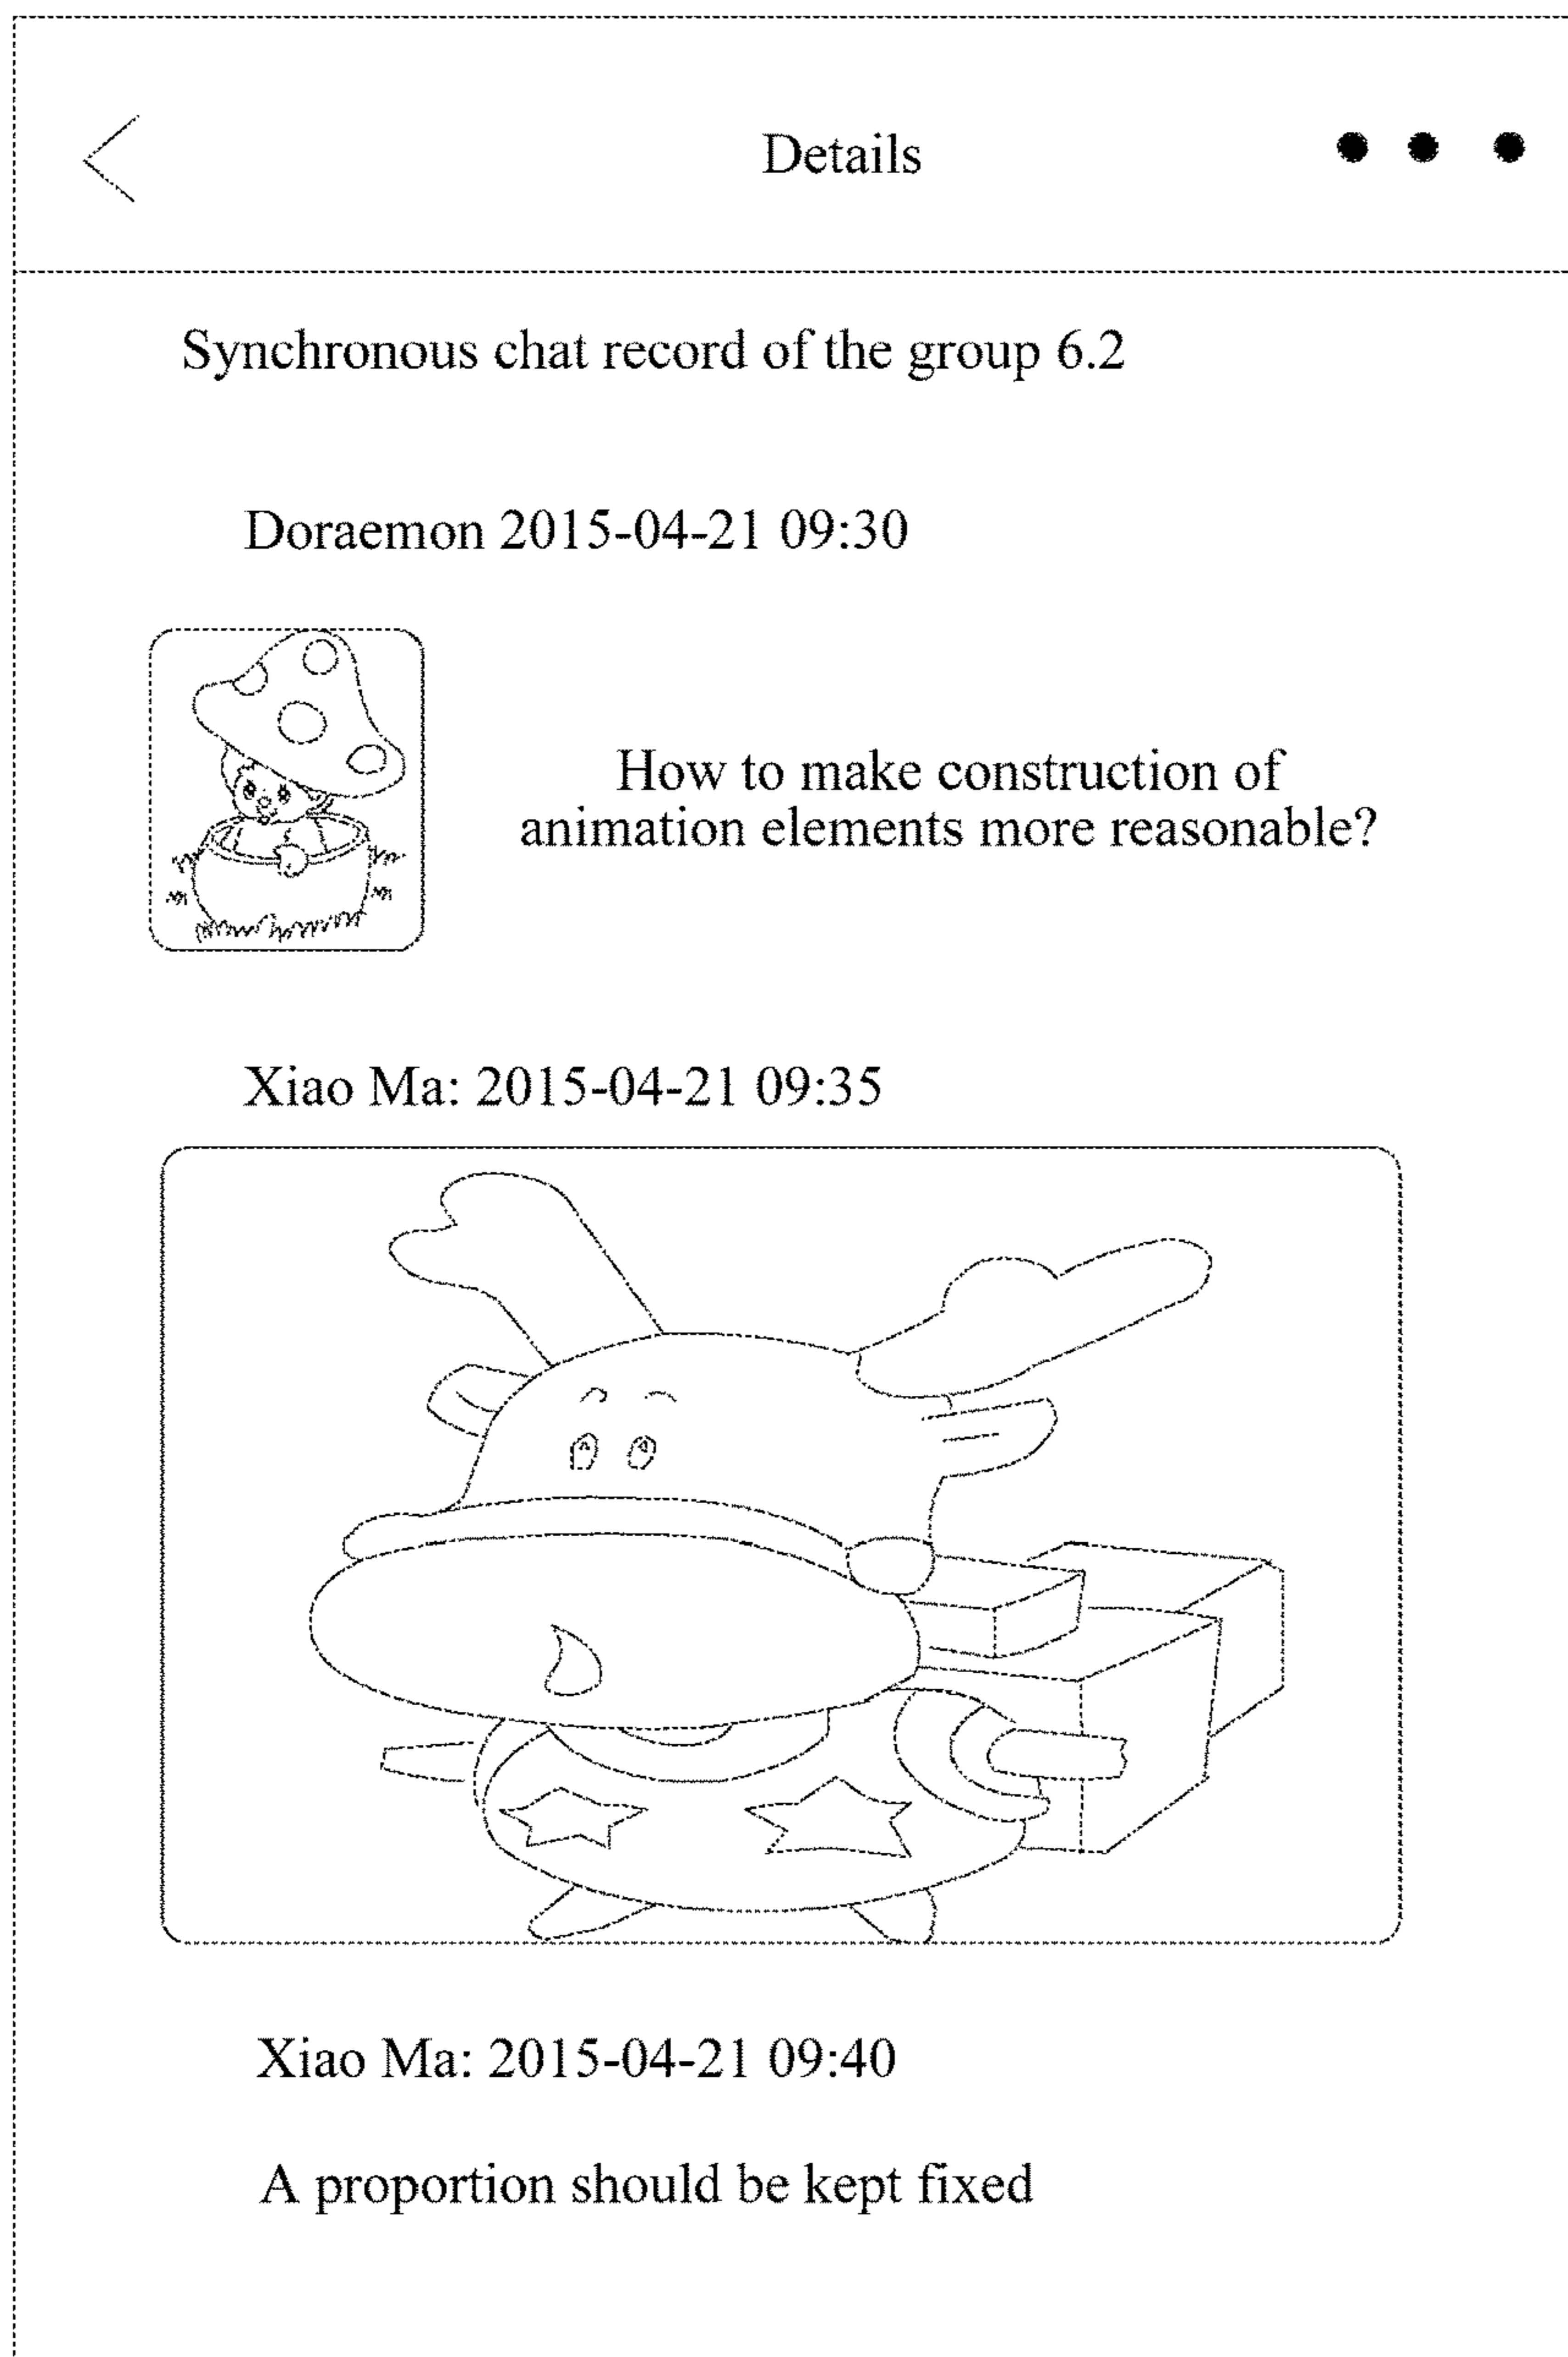 Details
Synchronous chat record of the group 6.2
Doraemon 2015-04-21 09:30
How to make construction of
animation elements more reasonable?
Xiao Ma: 2015-04-21 09:35
Xiao Ma: 2015-04-21 09:40
A proportion should be kept fixed